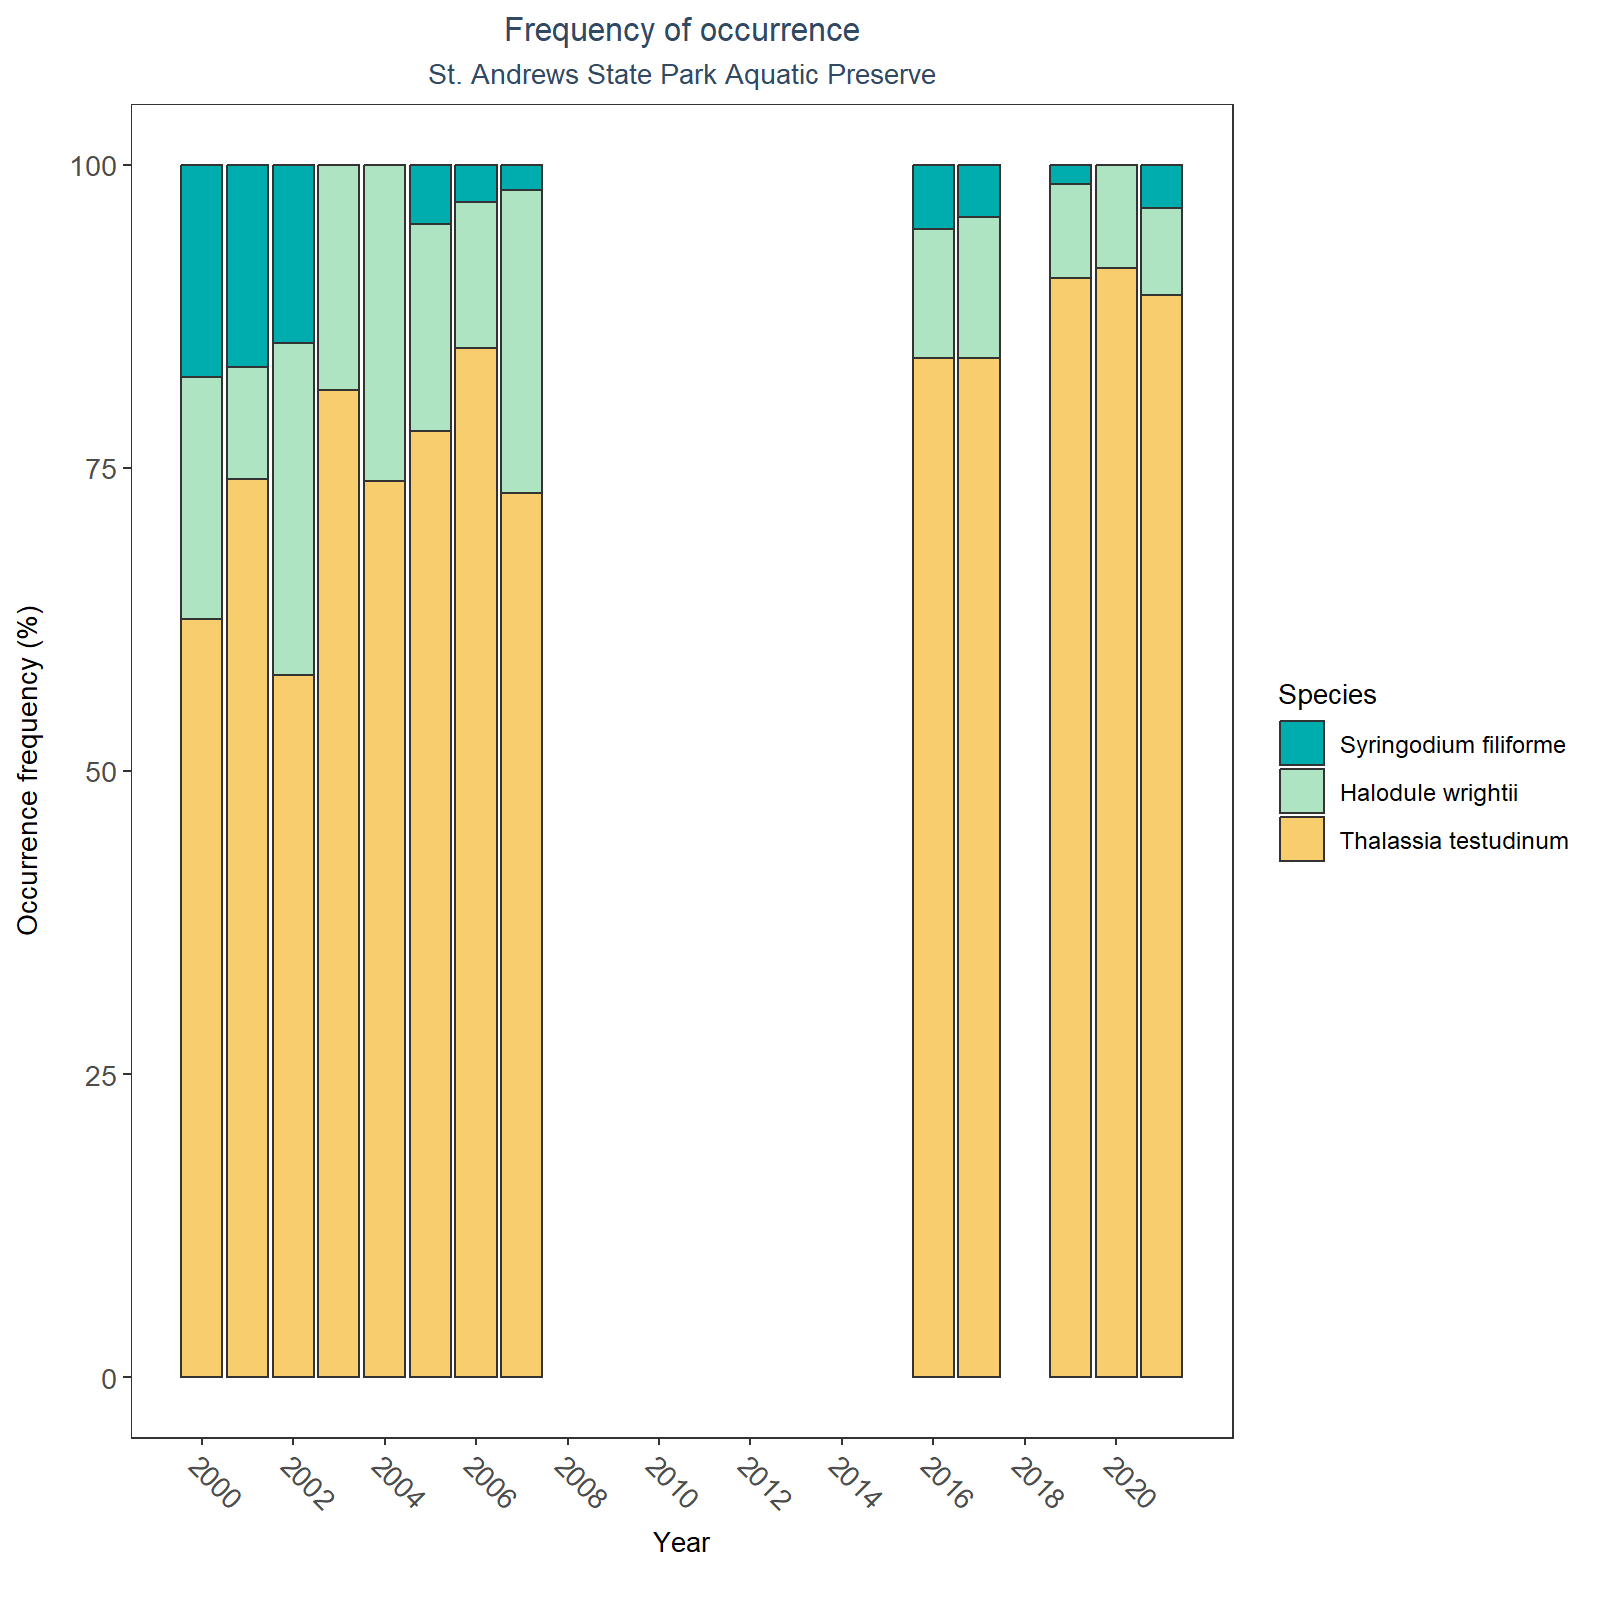 Frequency of occurrence
St. Andrews State Park Aquatic Preserve
100
75
50
25
0
Occurrence frequency (%)
2000
2002
2004
2006
2008
2010
2012
2014
2016
2018
2020
Year
Species
Syringodium filiforme
Halodule wrightii
Thalassia testudinum